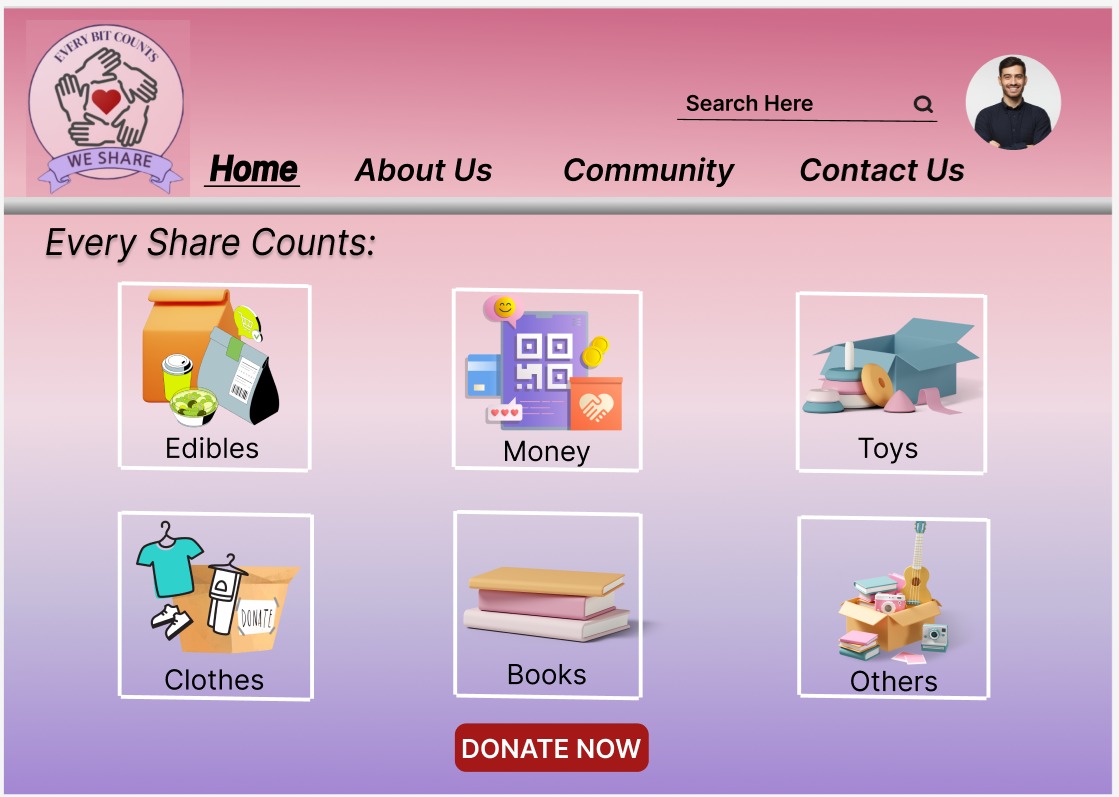 EVERY BIT COUNTS
WE SHARE
Search Here
Home About Us Community Contact Us
Every Share Counts:
Edibles Money Toys
DONATE
Clothes Books Others
DONATE NOW